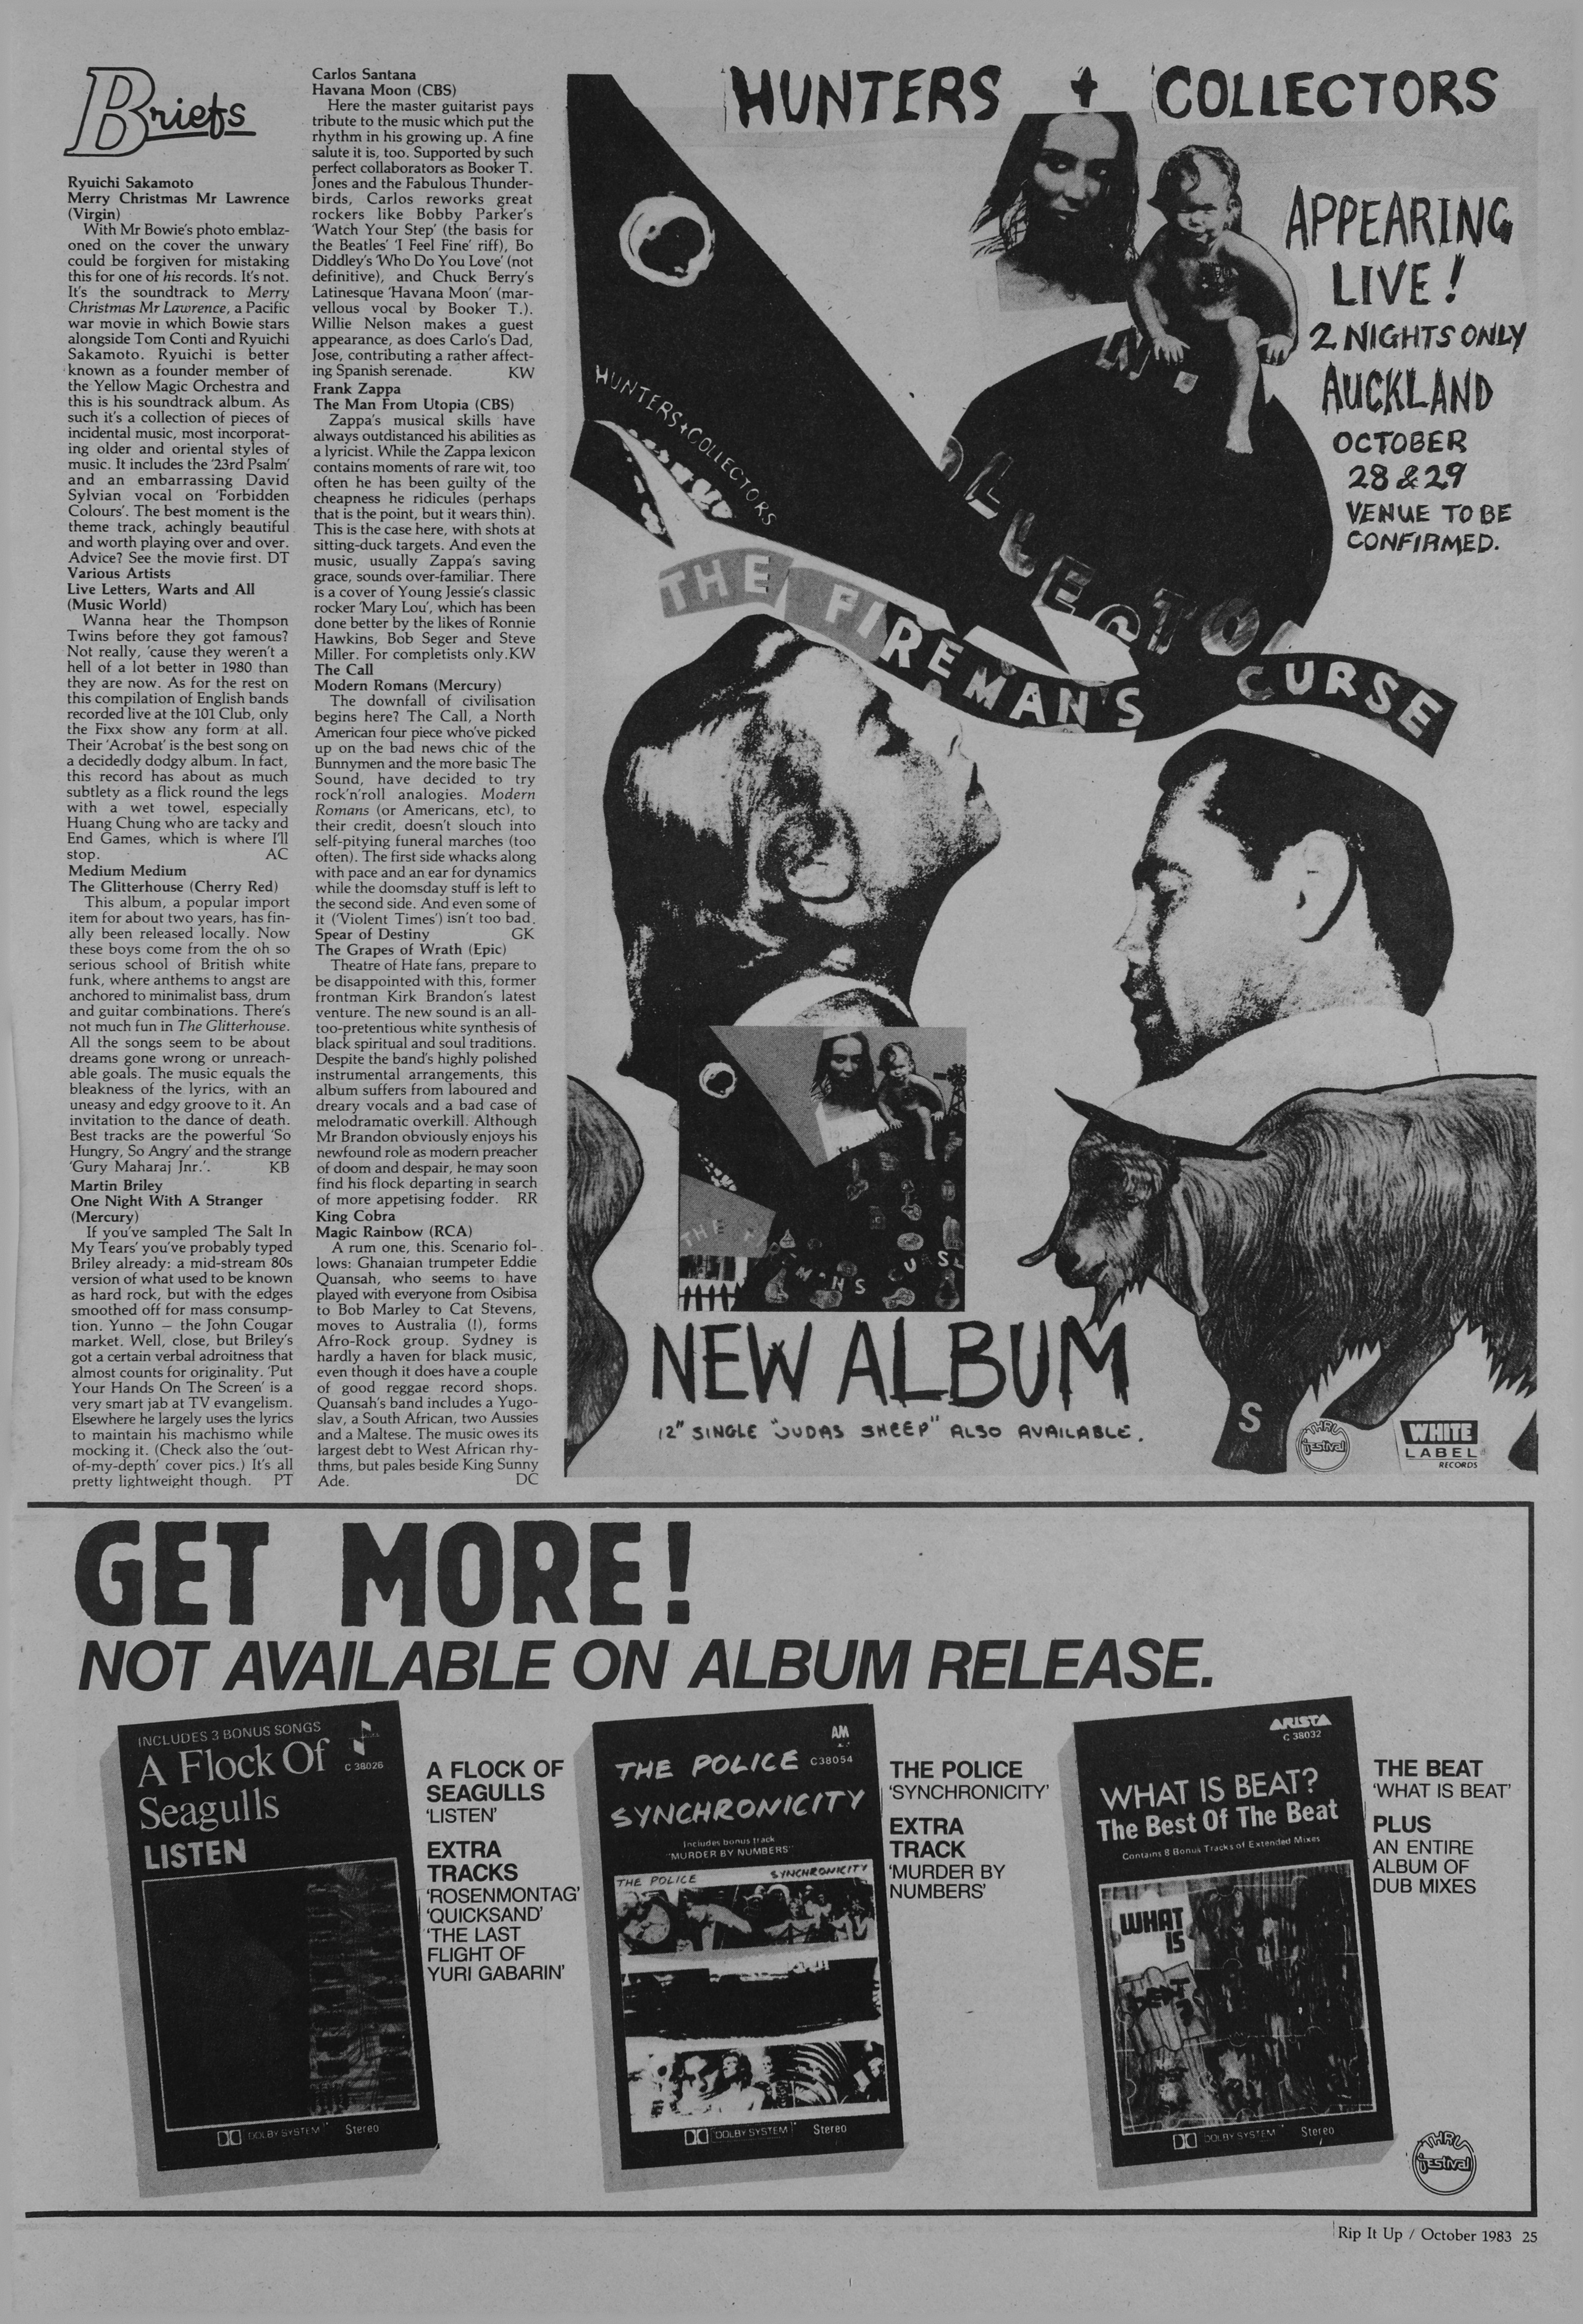 Briefs
Ryuichi Sakamoto
Merry Christmas Mr Lawrence
(Virgin)
With Mr Bowie's photo emblaz-
oned on the cover the unwary
could be forgiven for mistaking
this for one of his records. It's not.
It's the soundtrack to Merry
Christmas Mr Lawrence, a Pacific
war movie in which Bowie stars
alongside Tom Conti and Ryuichi
Sakamoto. Ryuichi is better
known as a founder member of
the Yellow Magic Orchestra and
this is his soundtrack album. As
such it's a collection of pieces of
incidental music, most incorporat-
ing older and oriental styles of
music. It includes the '23rd Psalm'
and an embarrassing David
Sylvian vocal on 'Forbidden
Colours'. The best moment is the
theme track, achingly beautiful
and worth playing over and over.
Advice? See the movie first. DT
Various Artists
Live Letters, Warts and All
(Music World)
Wanna hear the Thompson
Twins before they got famous?
Not really, 'cause they weren't a
hell of a lot better in 1980 than
they are now. As for the rest on
this compilation of English bands
recorded live at the 101 Club, only
the Fixx show any form at all.
Their 'Acrobat' is the best song on
a decidedly dodgy album. In fact,
this record has about as much
subtlety as a flick round the legs
with a wet towel, especially
Huang Chung who are tacky and
End Games, which is where I'll
stop. AC
Medium Medium
The Glitterhouse (Cherry Red)
This album, a popular import
item for about two years, has fin-
ally been released locally. Now
these boys come from the oh so
serious school of British white
funk, where anthems to angst are
anchored to minimalist bass, drum
and guitar combinations. There's
not much fun in The Glitterhouse.
All the songs seem to be about
dreams gone wrong or unreach-
able goals. The music equals the
bleakness of the lyrics, with an
uneasy and edgy groove to it. An
invitation to the dance of death.
Best tracks are the powerful 'So
Hungry, So Angry' and the strange
'Gury Maharaj Jnr.'. KB
Martin Briley
One Night With A Stranger
(Mercury)
If you've sampled 'The Salt In
My Tears' you've probably typed
Briley already: a mid-stream 80s
version of what used to be known
as hard rock, but with the edges
smoothed off for mass consump-
tion. Yunno — the John Cougar
market. Well, close, but Briley's
got a certain verbal adroitness that
almost counts for originality. 'Put
Your Hands On The Screen' is a
very smart jab at TV evangelism.
Elsewhere he largely uses the lyrics
to maintain his machismo while
mocking it. (Check also the 'out-
of-my-depth' cover pics.) It's all
pretty lightweight though. PT
Carlos Santana
Havana Moon (CBS)
Here the master guitarist pays
tribute to the music which put the
rhythm in his growing up. A fine
salute it is, too. Supported by such
perfect collaborators as Booker T.
Jones and the Fabulous Thunder-
birds, Carlos reworks great
rockers like Bobby Parker's
'Watch Your Step' (the basis for
the Beatles' 'I Feel Fine' riff), Bo
Diddley's 'Who Do You Love' (not
definitive), and Chuck Berry's
Latinesque 'Havana Moon' (mar-
vellous vocal by Booker T.).
Willie Nelson makes a guest
appearance, as does Carlo's Dad,
Jose, contributing a rather affect-
ing Spanish serenade. KW
Frank Zappa
The Man From Utopia (CBS)
Zappa's musical skills have
always outdistanced his abilities as
a lyricist. While the Zappa lexicon
contains moments of rare wit, too
often he has been guilty of the
cheapness he ridicules (perhaps
that is the point, but it wears thin).
This is the case here, with shots at
sitting-duck targets. And even the
music, usually Zappa's saving
grace, sounds over-familiar. There
is a cover of Young Jessie's classic
rocker 'Mary Lou', which has been
done better by the likes of Ronnie
Hawkins, Bob Seger and Steve
Miller. For completists only. KW
The Call
Modern Romans (Mercury)
The downfall of civilisation
begins here? The Call, a North
American four piece who've picked
up on the bad news chic of the
Bunnymen and the more basic The
Sound, have decided to try
rock'n'roll analogies. Modern
Romans (or Americans, etc), to
their credit, doesn't slouch into
self-pitying funeral marches (too
often). The first side whacks along
with pace and an ear for dynamics
while the doomsday stuff is left to
the second side. And even some of
it ('Violent Times') isn't too bad.
Spear of Destiny GK
The Grapes of Wrath (Epic)
Theatre of Hate fans, prepare to
be disappointed with this, former
frontman Kirk Brandon's latest
venture. The new sound is an all-
too-pretentious white synthesis of
black spiritual and soul traditions.
Despite the band's highly polished
instrumental arrangements, this
album suffers from laboured and
dreary vocals and a bad case of
melodramatic overkill. Although
Mr Brandon obviously enjoys his
newfound role as modern preacher
of doom and despair, he may soon
find his flock departing in search
of more appetising fodder. RR
King Cobra
Magic Rainbow (RCA)
A rum one, this. Scenario fol-
lows: Ghanaian trumpeter Eddie
Quansah, who seems to have
played with everyone from Osibisa
to Bob Marley to Cat Stevens,
moves to Australia (!), forms
Afro-Rock group. Sydney is
hardly a haven for black music,
even though it does have a couple
of good reggae record shops.
Quansah's band includes a Yugo-
slav, a South African, two Aussies
and a Maltese. The music owes its
largest debt to West African rhy-
thms, but pales beside King Sunny
Ade. DC
HUNTERS + COLLECTORS
APPEARING
LIVE!
2 NIGHTS ONLY
AUCKLAND
OCTOBER
28 & 29
VENUE TO BE
CONFIRMED.
HUNTERS + COLLECTORS
N.
OLLECTO
THE FIREMAN'S CURSE
THE FI
MANS CURSE
NEW ALBUM
12" SINGLE "JUDAS SHEEP" ALSO AVAILABLE.
S
THRU
festival
WHITE
LABEL
RECORDS
GET MORE!
NOT AVAILABLE ON ALBUM RELEASE.
INCLUDES 3 BONUS SONGS
A Flock Of
Seagulls
C 38026
LISTEN
DOLBY SYSTEM Stereo
A FLOCK OF
SEAGULLS
'LISTEN'
EXTRA
TRACKS
'ROSENMONTAG'
'QUICKSAND'
'THE LAST
FLIGHT OF
YURI GABARIN'
AM
THE POLICE C38054
SYNCHRONICITY
Includes bonus track
"MURDER BY NUMBERS"
THE POLICE SYNCHRONICITY
DOLBY SYSTEM Stereo
THE POLICE
'SYNCHRONICITY'
EXTRA
TRACK
'MURDER BY
NUMBERS'
ARISTA
C 38032
WHAT IS BEAT?
The Best Of The Beat
Contains 8 Bonus Tracks of Extended Mixes
WHAT
IS
BEAT
DOLBY SYSTEM Stereo
THE BEAT
'WHAT IS BEAT'
PLUS
AN ENTIRE
ALBUM OF
DUB MIXES
THRU
festival
Rip It Up / October 1983 25